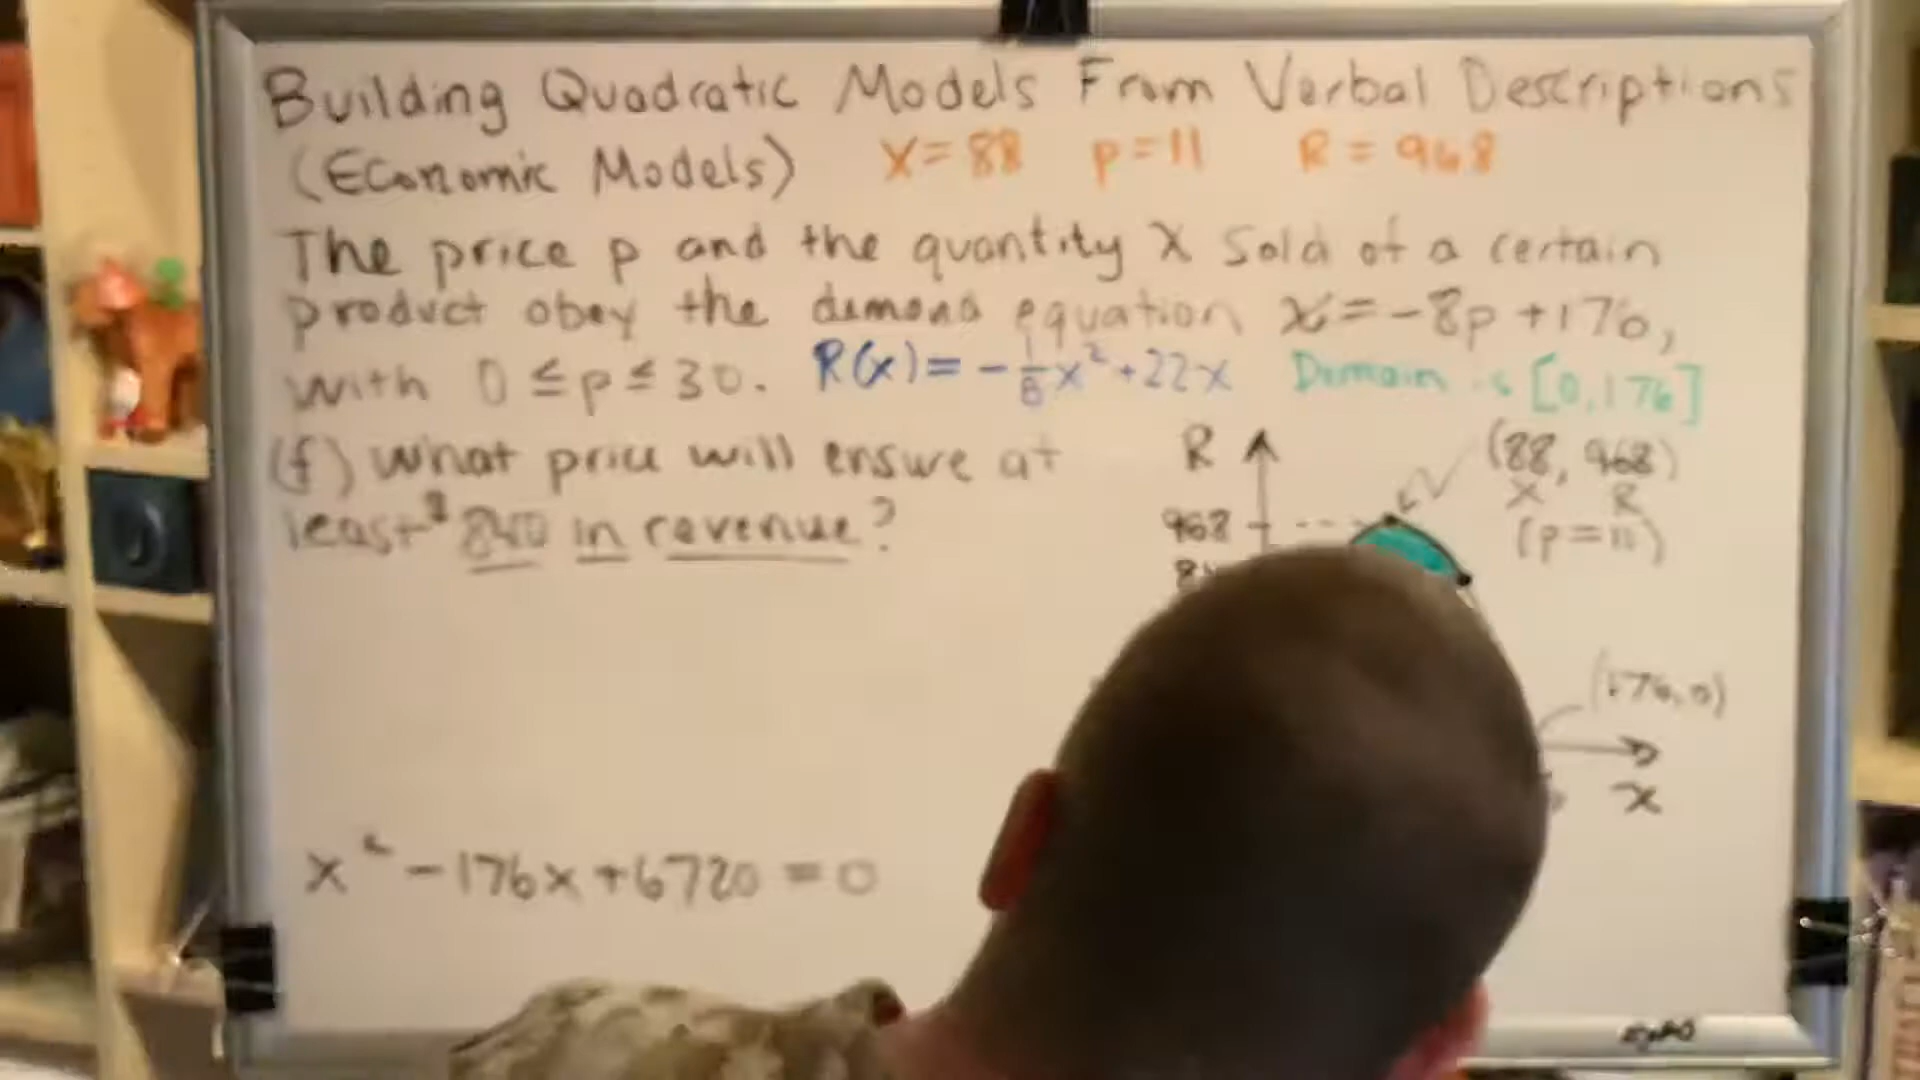 Building Quadratic Models From Verbal Descriptions
(Economic Models) x = 88 p = 11 R = 968
The price p and the quantity x sold of a certain
product obey the demand equation x = -8p + 176,
with 0 ≤ p ≤ 30. R(x) = -1/8 x² + 22x Domain is [0,176]
(f) What price will ensure at
least $840 in revenue?
R
(88, 968)
x R
968
(p=11)
(176,0)
x
x² - 176x + 6720 = 0